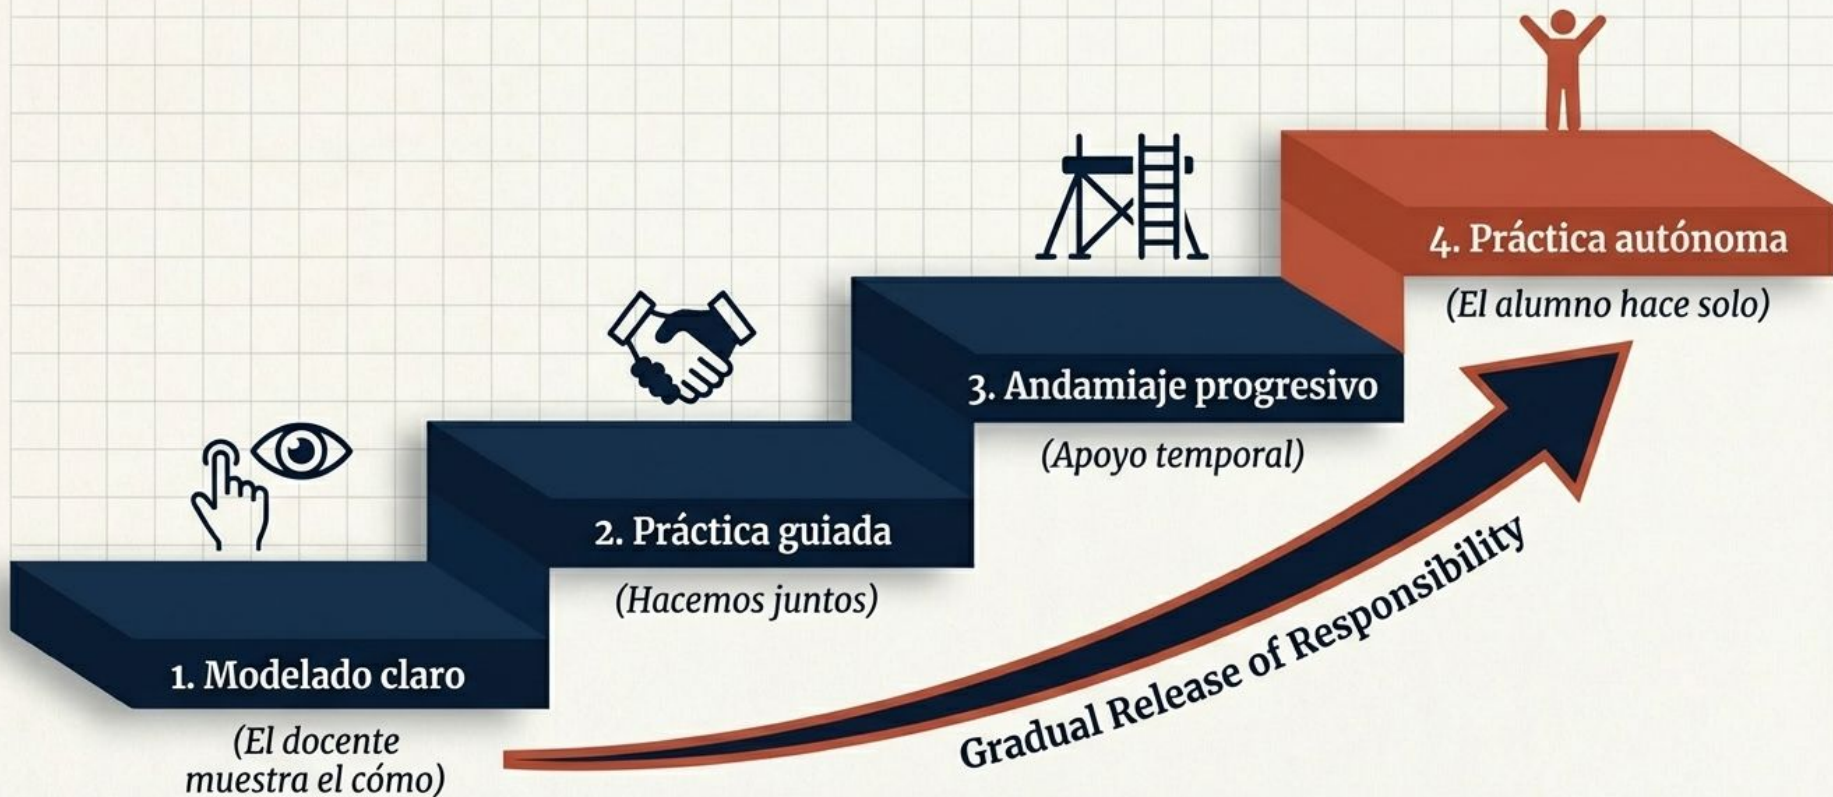 1. Modelado claro
(El docente
muestra el cómo)
2. Práctica guiada
(Hacemos juntos)
3. Andamiaje progresivo
(Apoyo temporal)
4. Práctica autónoma
(El alumno hace solo)
Gradual Release of Responsibility